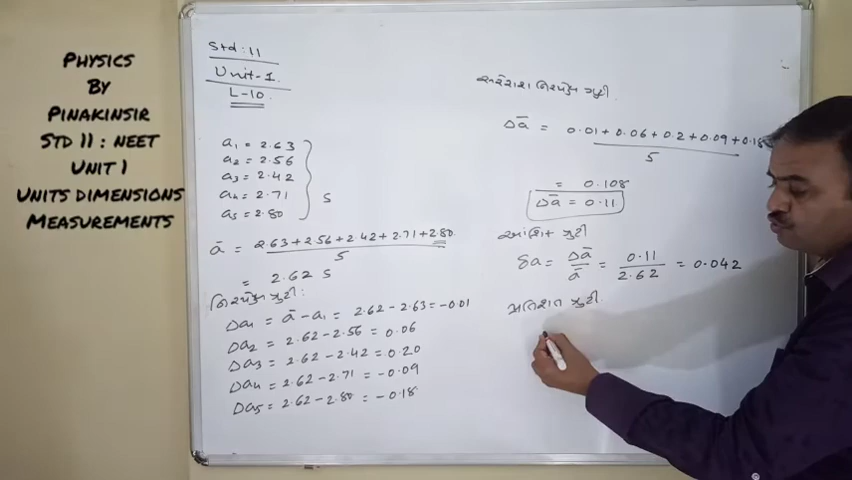 PHYSICS
BY
PINAKINSIR
STD 11 : NEET
UNIT 1
UNITS DIMENSIONS
MEASUREMENTS
Std : 11
Unit-1
L-10
a₁ = 2.63
a₂ = 2.56
a₃ = 2.42
a₄ = 2.71
a₅ = 2.80
} s
ā = 2.63+2.56+2.42+2.71+2.80 / 5
= 2.62 s
નિરપેક્ષ ત્રુટી :
Δa₁ = ā - a₁ = 2.62 - 2.63 = -0.01
Δa₂ = 2.62 - 2.56 = 0.06
Δa₃ = 2.62 - 2.42 = 0.20
Δa₄ = 2.62 - 2.71 = -0.09
Δa₅ = 2.62 - 2.80 = -0.18
સરેરાશ નિરપેક્ષ ત્રુટી.
Δā = 0.01 + 0.06 + 0.2 + 0.09 + 0.18 / 5
= 0.108
Δā = 0.11
આંશિક ત્રુટી
δa = Δā / ā = 0.11 / 2.62 = 0.042
પ્રતિશત ત્રુટી.